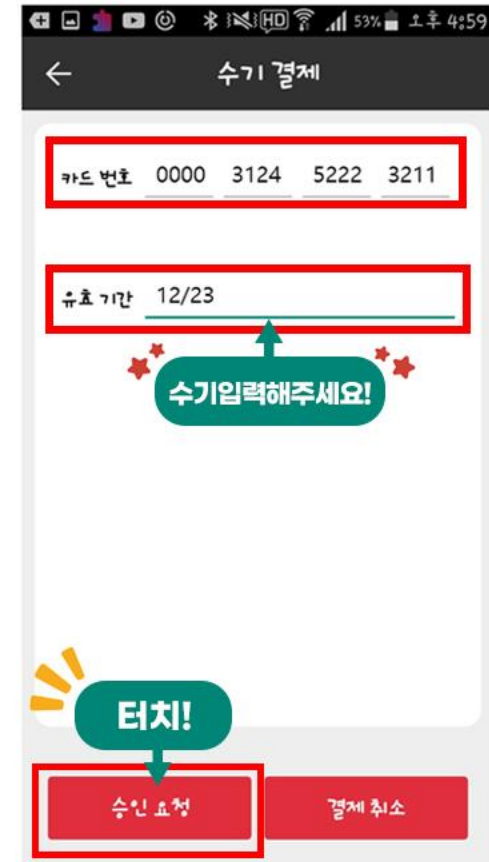 HD 53% 오후 4:59
수기 결제
카드 번호 0000 3124 5222 3211
유효 기간 12/23
수기입력해주세요!
터치!
승인 요청 결제 취소